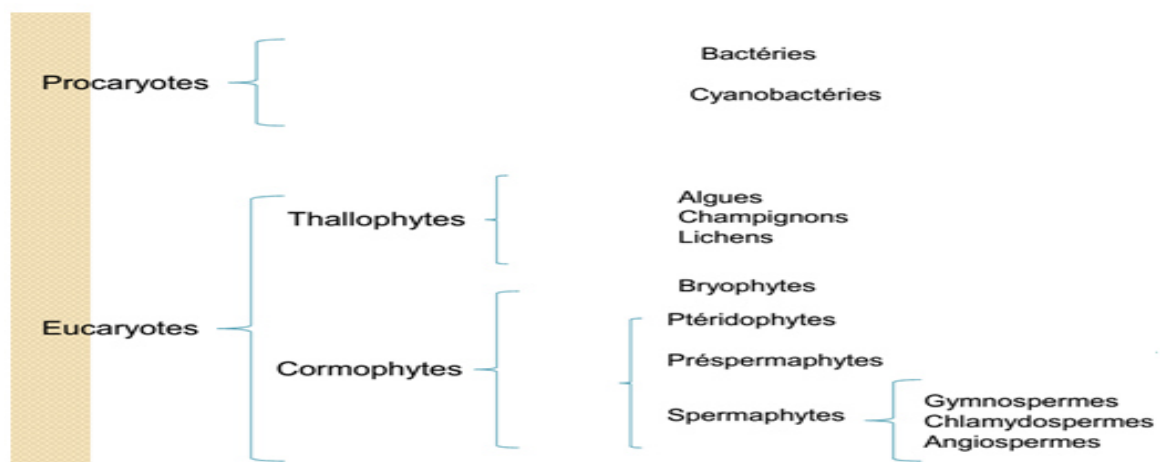 Bactéries
Procaryotes
Cyanobactéries
Algues
Thallophytes
Champignons
Lichens
Bryophytes
Eucaryotes
Ptéridophytes
Cormophytes
Préspermaphytes
Spermaphytes
Gymnospermes
Chlamydospermes
Angiospermes